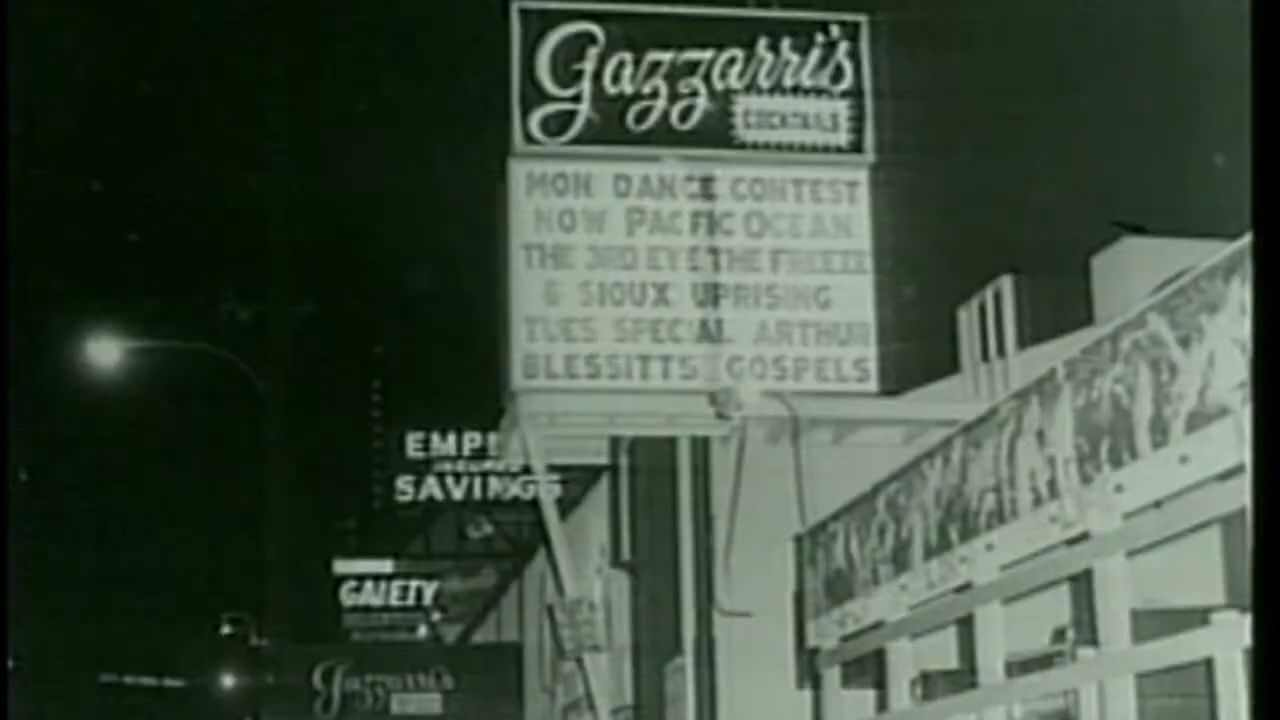 Gazzarri's
COCKTAILS
MON DANCE CONTEST
NOW PACIFIC OCEAN
THE 3RD EYE THE FREEZE
& SIOUX UPRISING
TUES SPECIAL ARTHUR
BLESSITTS GOSPELS
SAVINGS
GAIETY
Gazzarri's